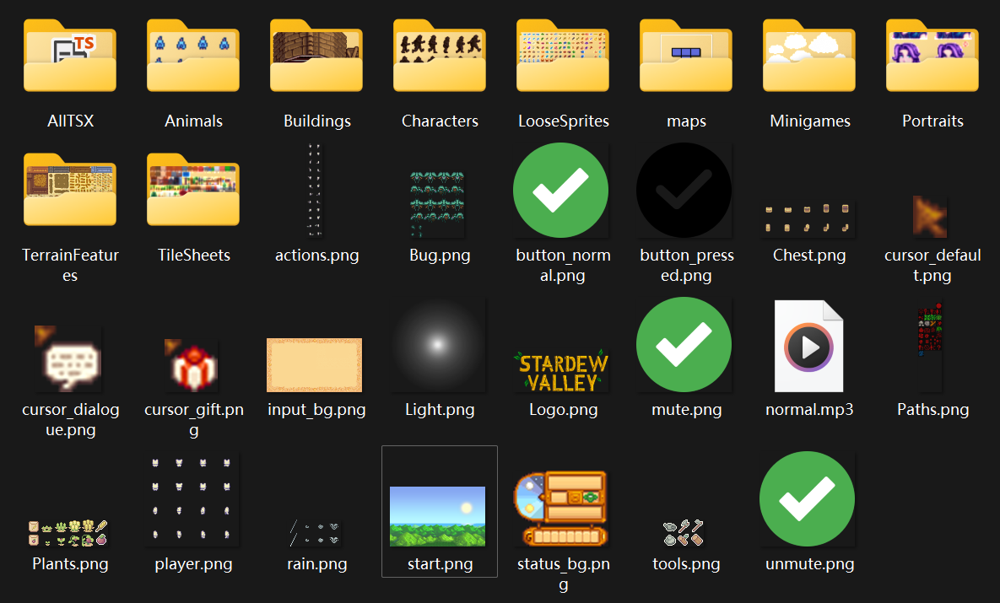 TS
AllTSX
Animals
Buildings
Characters
LooseSprites
maps
Minigames
Portraits
TerrainFeatur
es
TileSheets
actions.png
Bug.png
button_norm
al.png
button_press
ed.png
Chest.png
cursor_defaul
t.png
cursor_dialog
ue.png
cursor_gift.pn
g
input_bg.png
Light.png
STARDEW
VALLEY
Logo.png
mute.png
normal.mp3
Paths.png
Plants.png
player.png
rain.png
start.png
status_bg.pn
g
tools.png
unmute.png